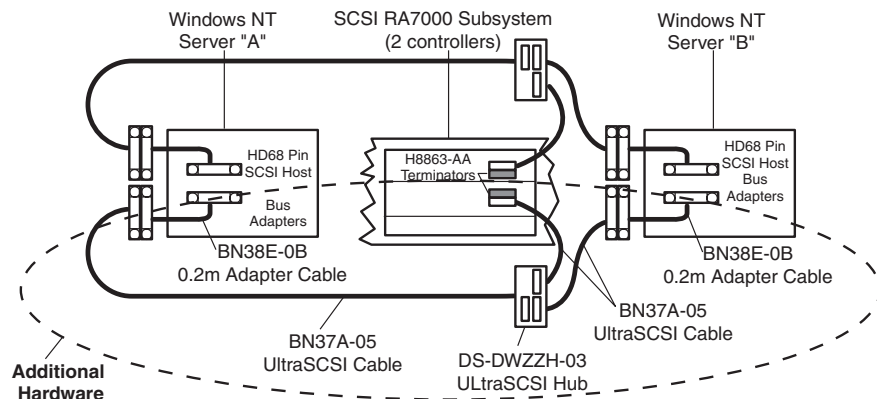 Windows NT
Server "A"
SCSI RA7000 Subsystem
(2 controllers)
Windows NT
Server "B"
HD68 Pin
SCSI Host
Bus
Adapters
H8863-AA
Terminators
HD68 Pin
SCSI Host
Bus
Adapters
BN38E-0B
0.2m Adapter Cable
BN38E-0B
0.2m Adapter Cable
BN37A-05
UltraSCSI Cable
BN37A-05
UltraSCSI Cable
DS-DWZZH-03
ULtraSCSI Hub
Additional
Hardware